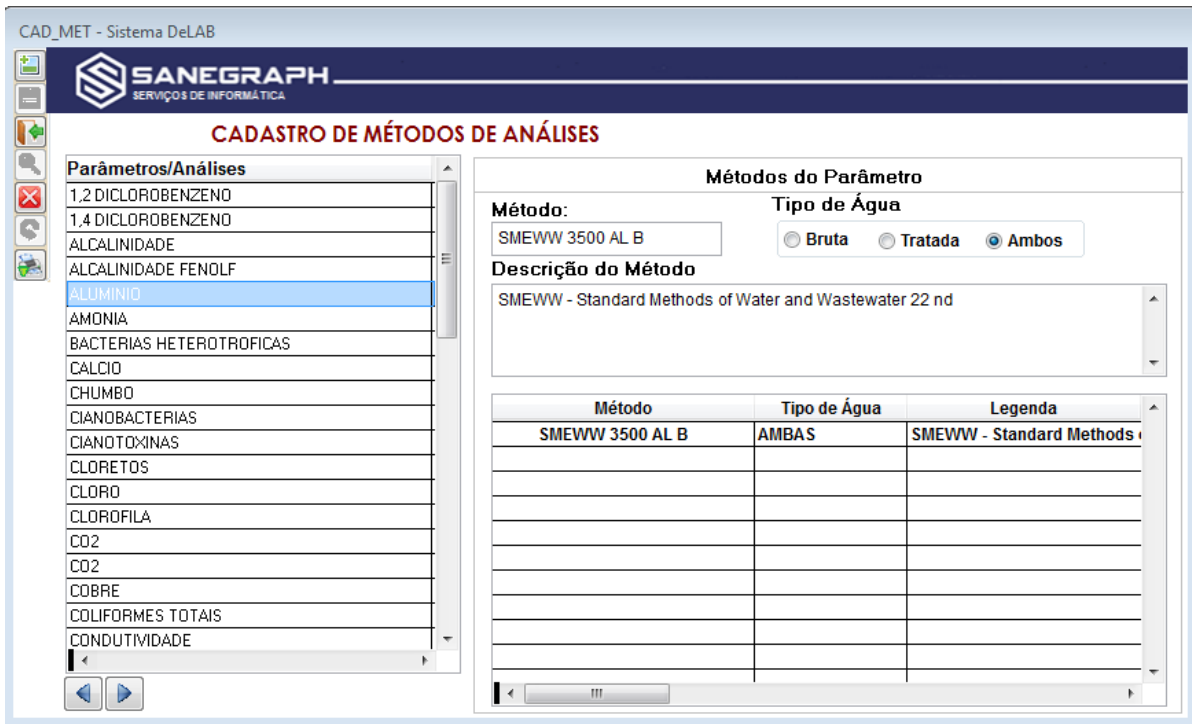 CAD_MET - Sistema DeLAB
SANEGRAPH
SERVIÇOS DE INFORMÁTICA
CADASTRO DE MÉTODOS DE ANÁLISES
Parâmetros/Análises
1,2 DICLOROBENZENO
1,4 DICLOROBENZENO
ALCALINIDADE
ALCALINIDADE FENOLF
ALUMINIO
AMONIA
BACTERIAS HETEROTROFICAS
CALCIO
CHUMBO
CIANOBACTERIAS
CIANOTOXINAS
CLORETOS
CLORO
CLOROFILA
CO2
CO2
COBRE
COLIFORMES TOTAIS
CONDUTIVIDADE
Métodos do Parâmetro
Método:
Tipo de Água
SMEWW 3500 AL B
Bruta Tratada Ambos
Descrição do Método
SMEWW - Standard Methods of Water and Wastewater 22 nd
Método Tipo de Água Legenda
SMEWW 3500 AL B AMBAS SMEWW - Standard Methods